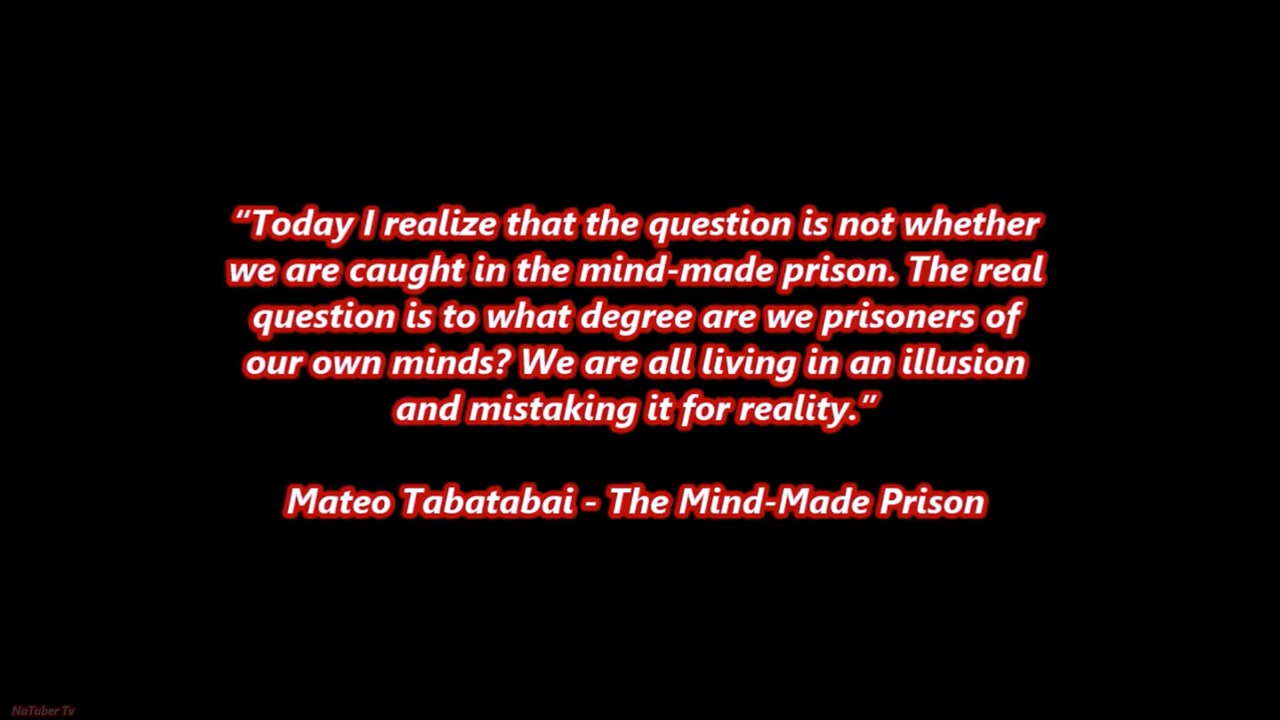 “Today I realize that the question is not whether
we are caught in the mind-made prison. The real
question is to what degree are we prisoners of
our own minds? We are all living in an illusion
and mistaking it for reality.”
Mateo Tabatabai - The Mind-Made Prison
NaTuber Tv